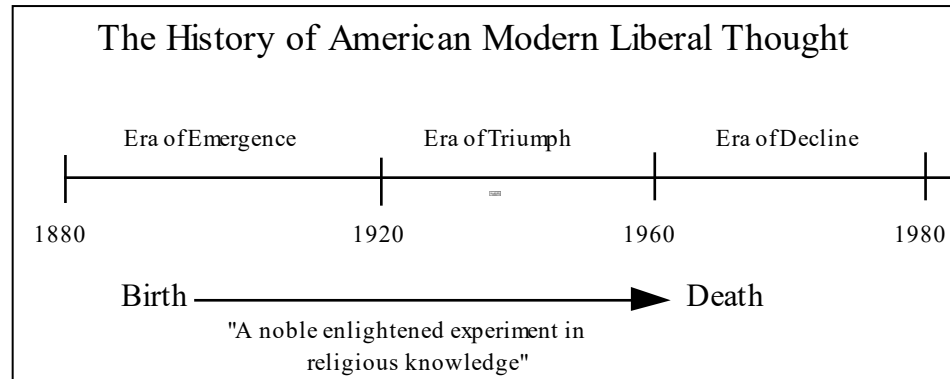 The History of American Modern Liberal Thought
Era of Emergence Era of Triumph Era of Decline
1880 1920 1960 1980
Birth Death
"A noble enlightened experiment in
religious knowledge"